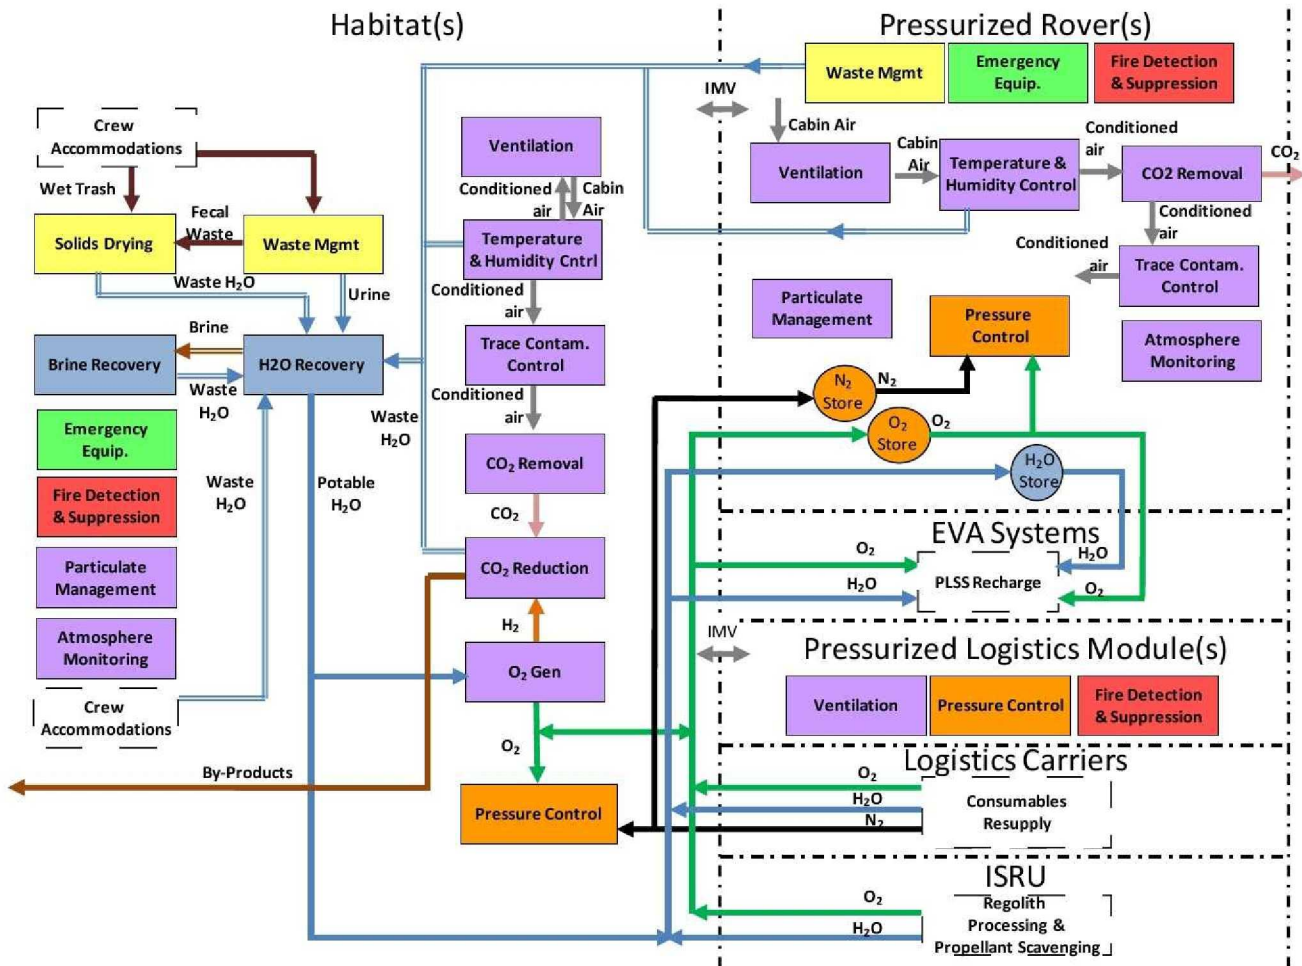 Habitat(s)
Pressurized Rover(s)
Waste Mgmt
Emergency
Equip.
Fire Detection
& Suppression
IMV
Cabin Air
Ventilation
Cabin
Air
Temperature &
Humidity Control
Conditioned
air
CO2 Removal
CO₂
Conditioned
air
Trace Contam.
Control
Conditioned
air
Particulate
Management
Pressure
Control
Atmosphere
Monitoring
N₂
Store
N₂
O₂
Store
O₂
H₂O
Store
Crew
Accommodations
Wet Trash
Fecal
Waste
Solids Drying
Waste Mgmt
Waste H₂O
Urine
Brine
Brine Recovery
H2O Recovery
Waste
H₂O
Emergency
Equip.
Fire Detection
& Suppression
Particulate
Management
Atmosphere
Monitoring
Crew
Accommodations
Waste
H₂O
Potable
H₂O
Waste
H₂O
Ventilation
Conditioned
air
Cabin
Air
Temperature
& Humidity Cntrl
Conditioned
air
Trace Contam.
Control
Conditioned
air
CO₂ Removal
CO₂
CO₂ Reduction
H₂
O₂ Gen
O₂
Pressure Control
By-Products
EVA Systems
O₂
H₂O
PLSS Recharge
H₂O
O₂
IMV
Pressurized Logistics Module(s)
Ventilation
Pressure Control
Fire Detection
& Suppression
Logistics Carriers
O₂
H₂O
N₂
Consumables
Resupply
ISRU
O₂
H₂O
Regolith
Processing &
Propellant Scavenging